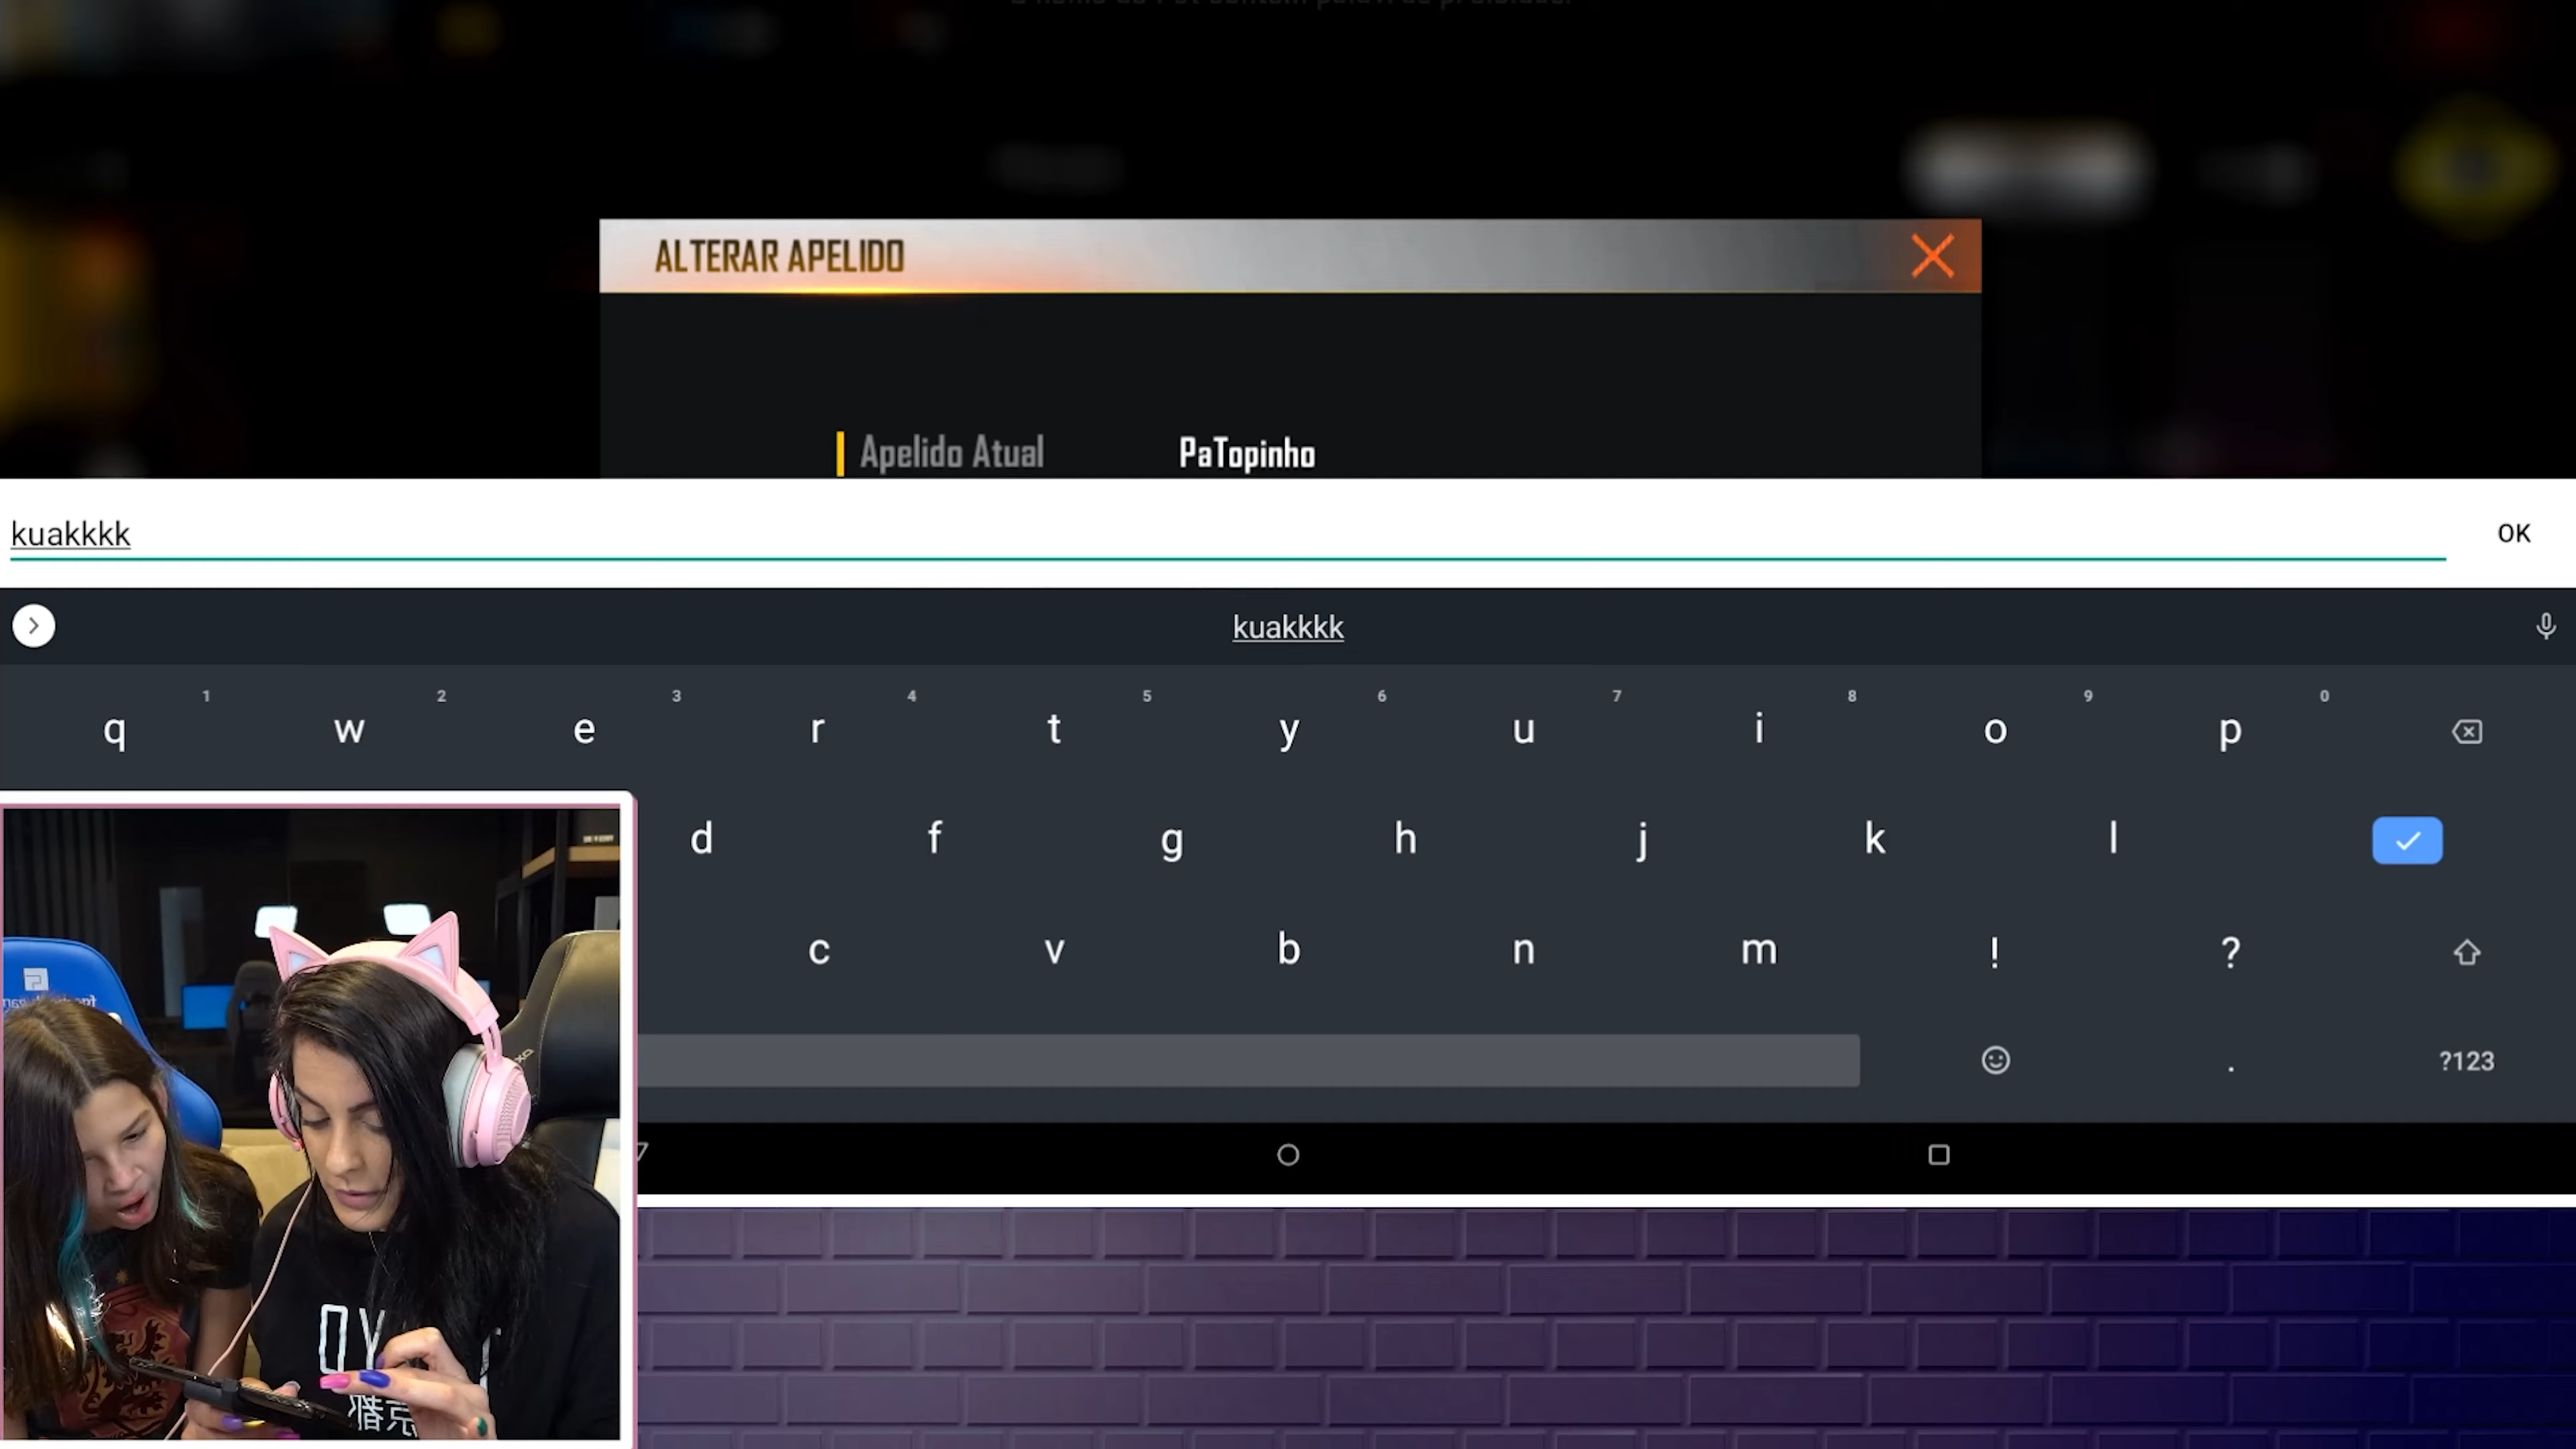 ALTERAR APELIDO
Apelido Atual PaTopinho
kuakkkk OK
kuakkkk
1 2 3 4 5 6 7 8 9 0
q w e r t y u i o p
d f g h j k l
c v b n m ! ?
. ?123